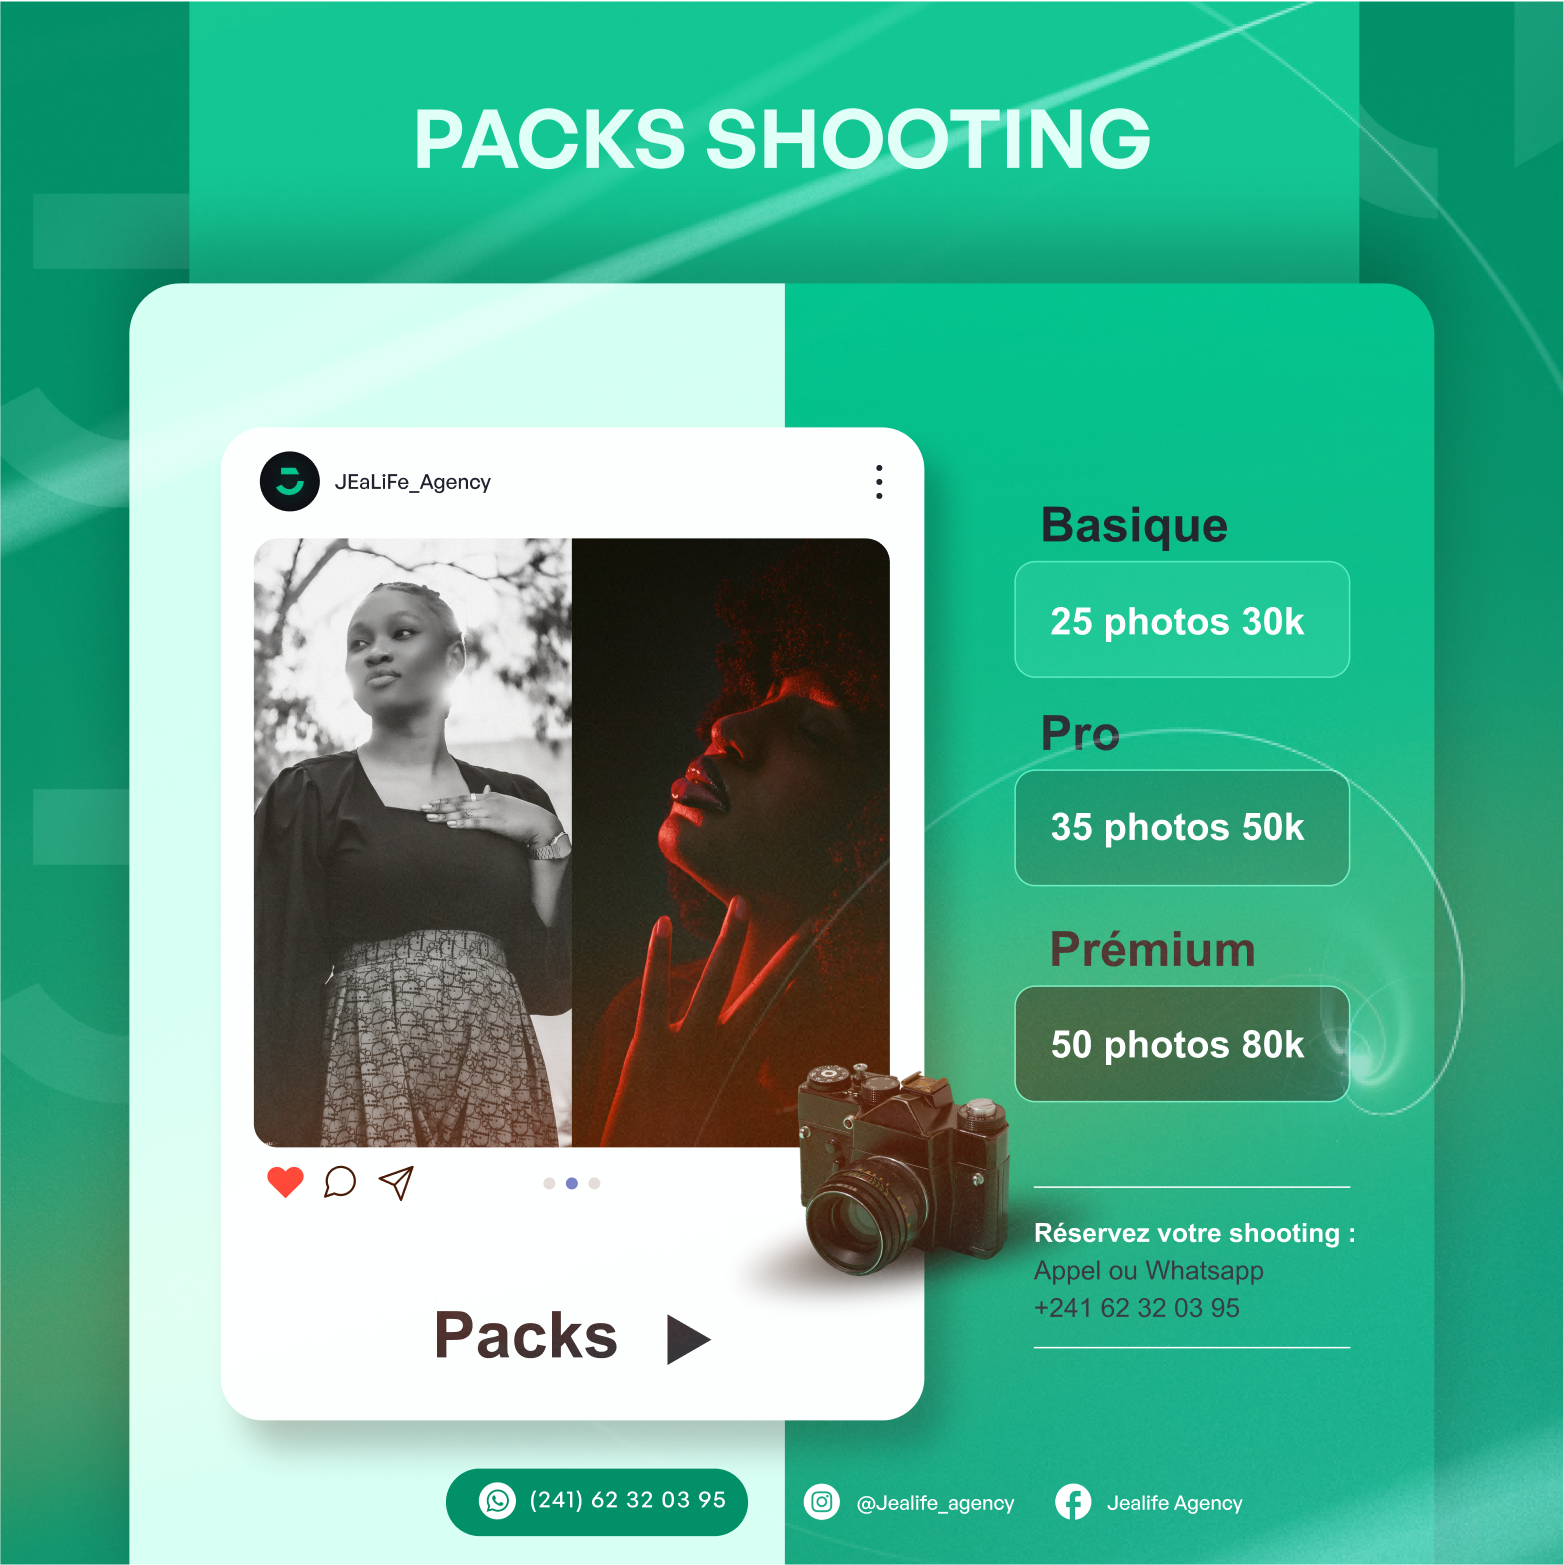 PACKS SHOOTING
JEaLiFe_Agency
Basique
25 photos 30k
Pro
35 photos 50k
Prémium
50 photos 80k
Réservez votre shooting :
Appel ou Whatsapp
+241 62 32 03 95
Packs
(241) 62 32 03 95
@Jealife_agency
Jealife Agency